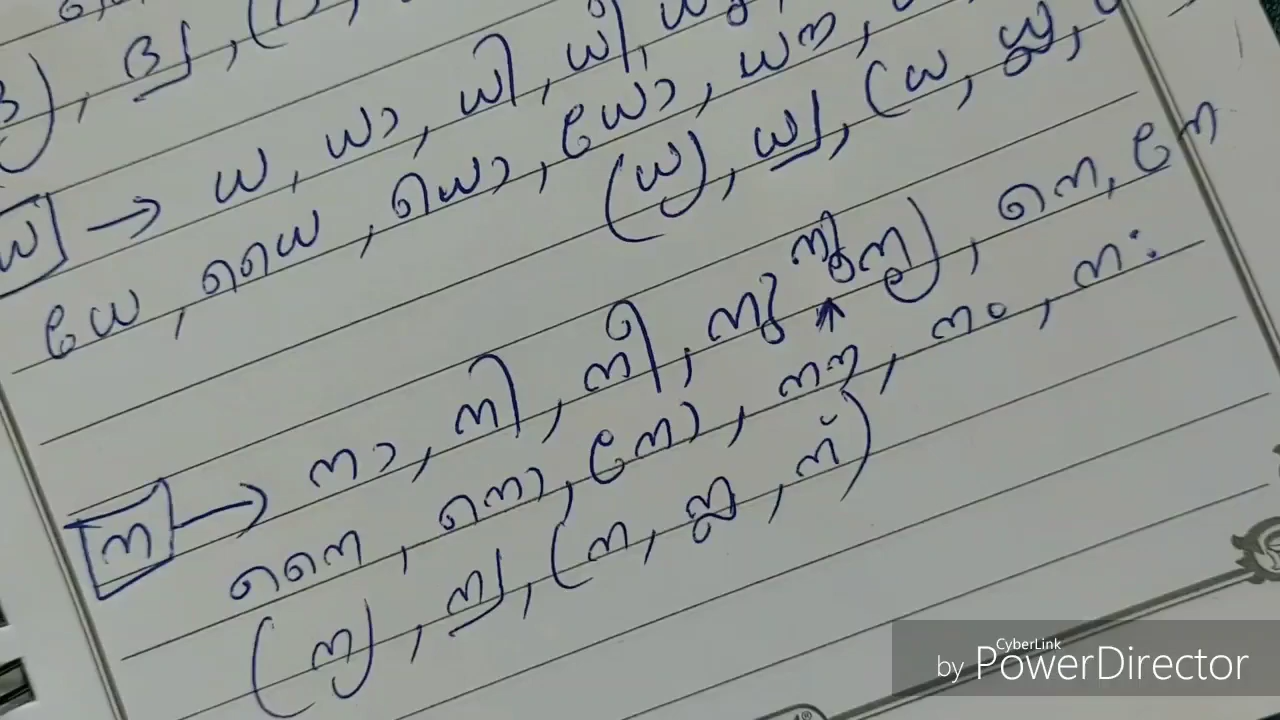 ധ → ധ, ധാ, ധി, ധീ,
ധേ, ധൈ, ധൊ, ധോ, ധൗ,
(ധ്വ), ധ്യ, (ധ,
ന → നാ, നി, നീ, നു, നൂ, നൃ), നെ, നേ
നൈ, നൊ, നോ, നൗ, നം, നഃ
(ന്വ), ന്യ, (ന, ന്ല, ന്)
CyberLink
by PowerDirector